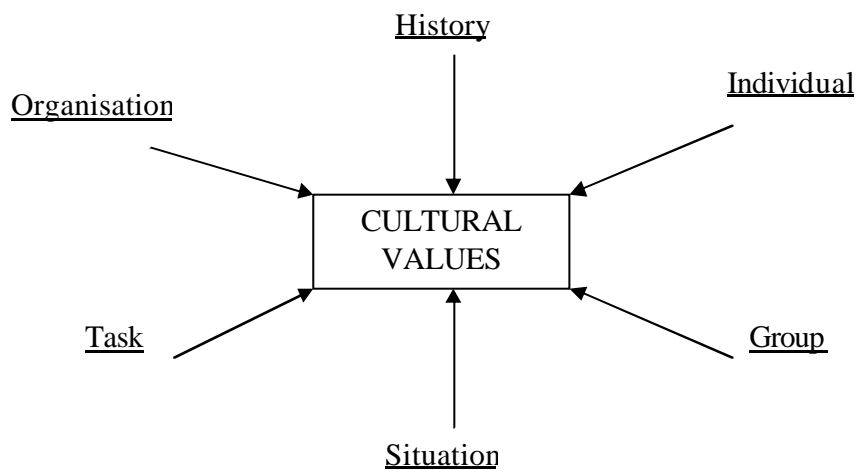 History
Individual
Organisation
CULTURAL
VALUES
Task
Group
Situation